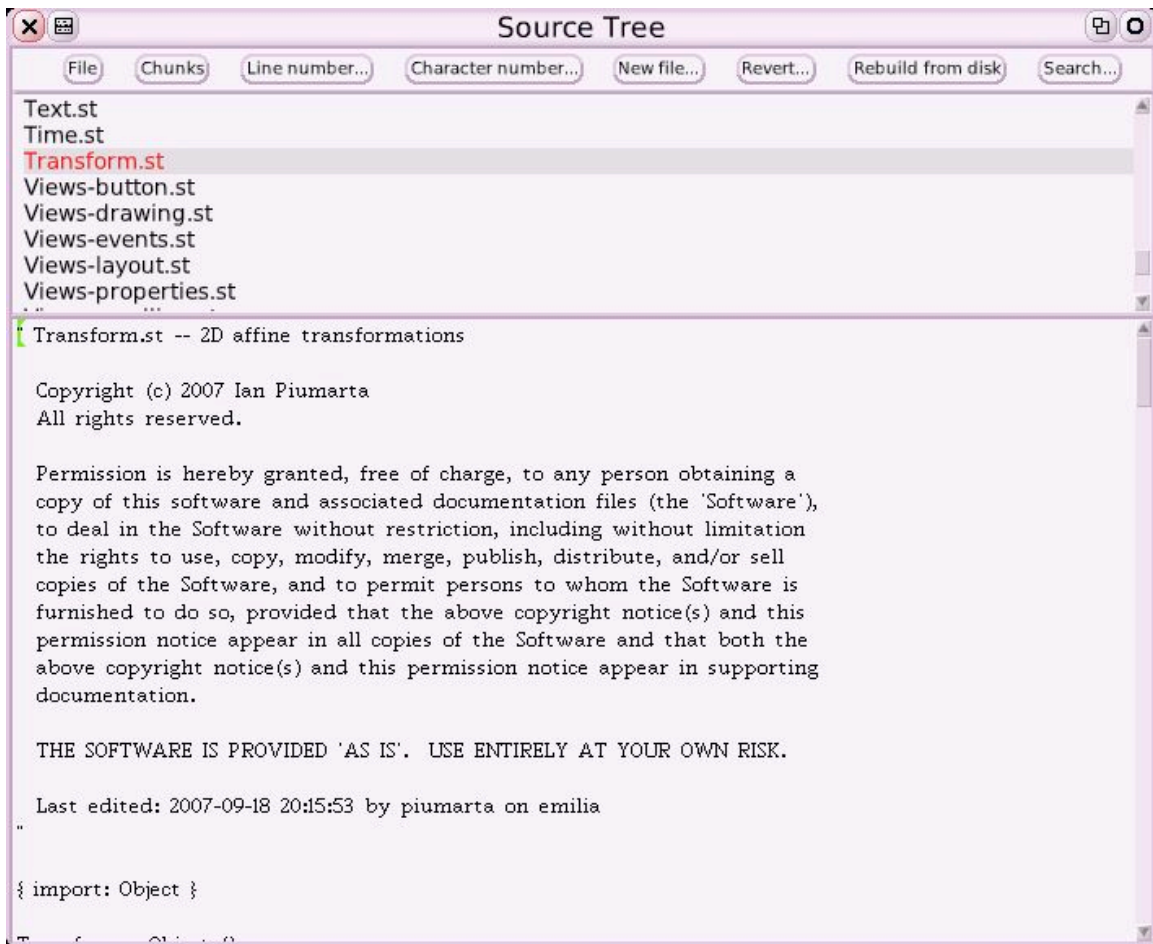 Source Tree
File Chunks Line number... Character number... New file... Revert... Rebuild from disk Search...
Text.st
Time.st
Transform.st
Views-button.st
Views-drawing.st
Views-events.st
Views-layout.st
Views-properties.st
" Transform.st -- 2D affine transformations
Copyright (c) 2007 Ian Piumarta
All rights reserved.
Permission is hereby granted, free of charge, to any person obtaining a
copy of this software and associated documentation files (the 'Software'),
to deal in the Software without restriction, including without limitation
the rights to use, copy, modify, merge, publish, distribute, and/or sell
copies of the Software, and to permit persons to whom the Software is
furnished to do so, provided that the above copyright notice(s) and this
permission notice appear in all copies of the Software and that both the
above copyright notice(s) and this permission notice appear in supporting
documentation.
THE SOFTWARE IS PROVIDED 'AS IS'.  USE ENTIRELY AT YOUR OWN RISK.
Last edited: 2007-09-18 20:15:53 by piumarta on emilia
"
{ import: Object }